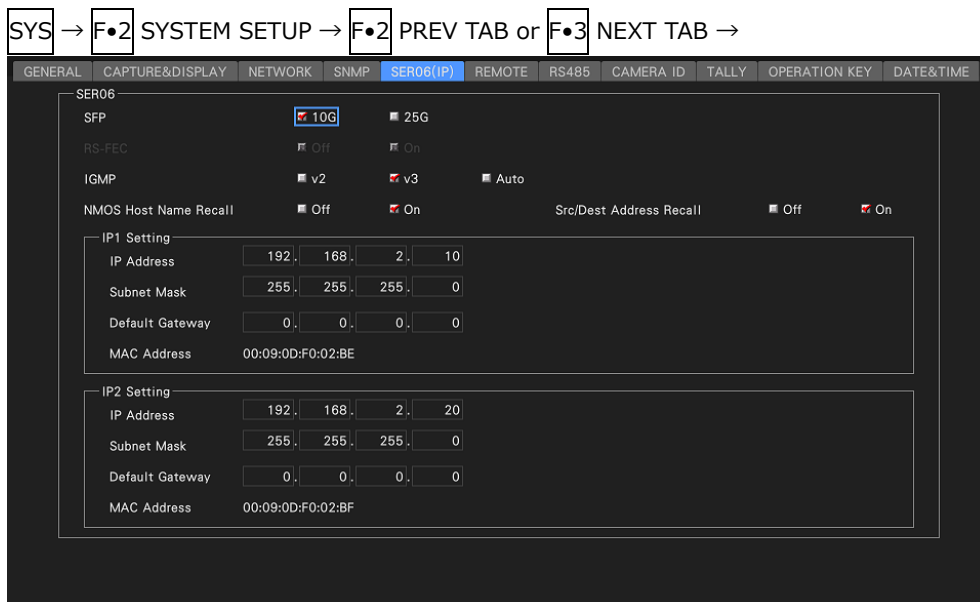 SYS → F•2 SYSTEM SETUP → F•2 PREV TAB or F•3 NEXT TAB →
GENERAL CAPTURE&DISPLAY NETWORK SNMP SER06(IP) REMOTE RS485 CAMERA ID TALLY OPERATION KEY DATE&TIME
SER06
SFP 10G 25G
RS-FEC Off On
IGMP v2 v3 Auto
NMOS Host Name Recall Off On Src/Dest Address Recall Off On
IP1 Setting
IP Address 192. 168. 2. 10
Subnet Mask 255. 255. 255. 0
Default Gateway 0. 0. 0. 0
MAC Address 00:09:0D:F0:02:BE
IP2 Setting
IP Address 192. 168. 2. 20
Subnet Mask 255. 255. 255. 0
Default Gateway 0. 0. 0. 0
MAC Address 00:09:0D:F0:02:BF